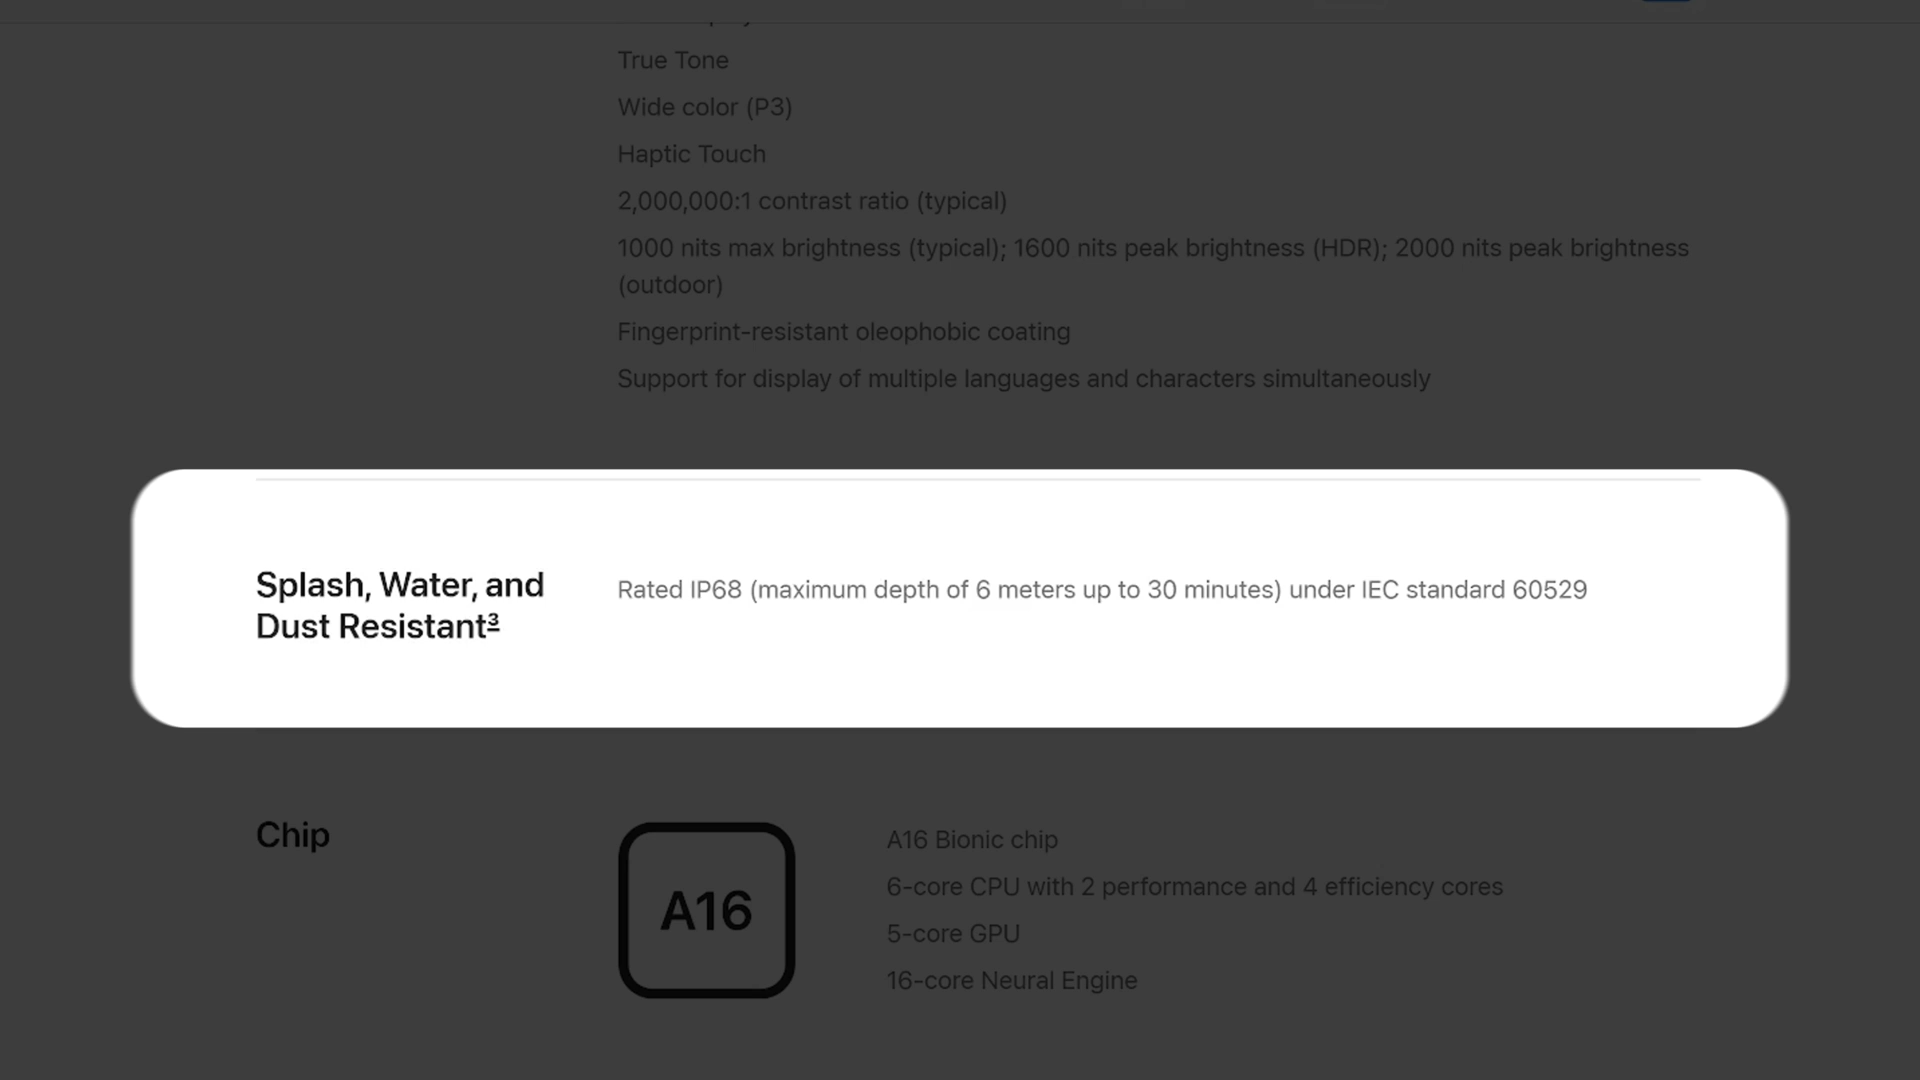 True Tone
Wide color (P3)
Haptic Touch
2,000,000:1 contrast ratio (typical)
1000 nits max brightness (typical); 1600 nits peak brightness (HDR); 2000 nits peak brightness
(outdoor)
Fingerprint-resistant oleophobic coating
Support for display of multiple languages and characters simultaneously
Splash, Water, and
Dust Resistant³
Rated IP68 (maximum depth of 6 meters up to 30 minutes) under IEC standard 60529
Chip
A16
A16 Bionic chip
6-core CPU with 2 performance and 4 efficiency cores
5-core GPU
16-core Neural Engine